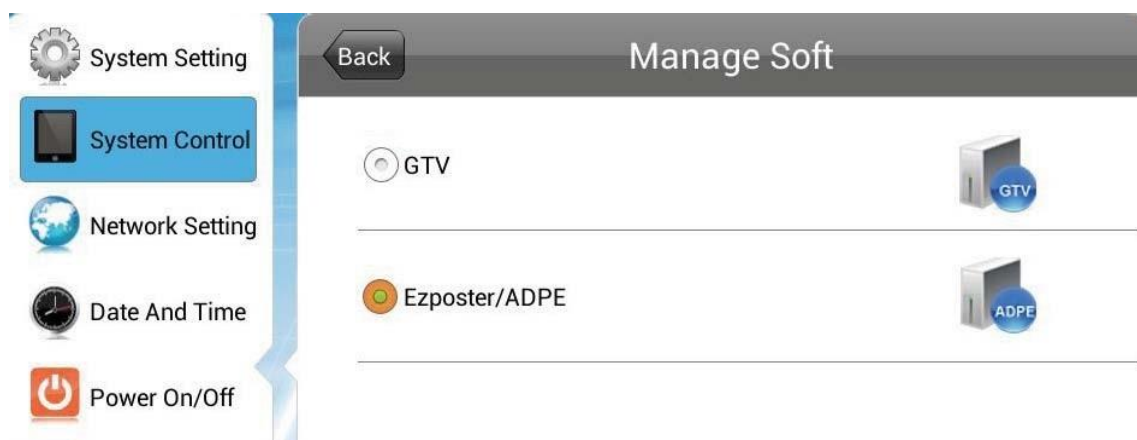 System Setting
System Control
Network Setting
Date And Time
Power On/Off
Back
Manage Soft
GTV
GTV
Ezposter/ADPE
ADPE